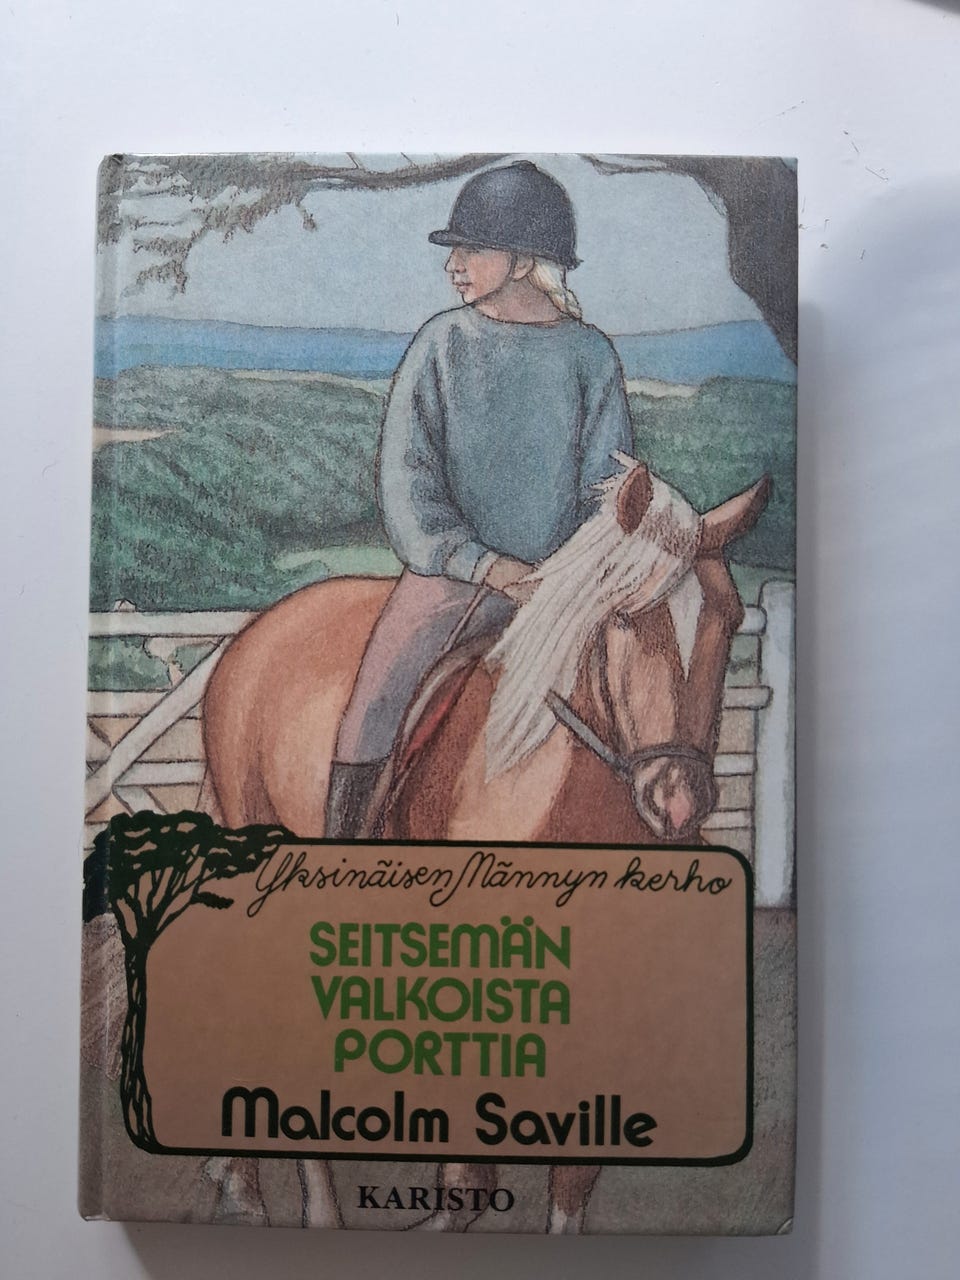 Yksinäisen Männyn kerho
SEITSEMÄN
VALKOISTA
PORTTIA
Malcolm Saville
KARISTO